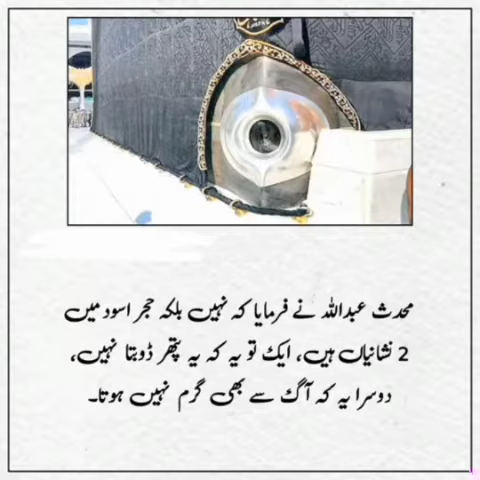 محدث عبداللہ نے فرمایا کہ نہیں بلکہ حجر اسود میں
2 نشانیاں ہیں، ایک تو یہ کہ یہ پتھر ڈوبتا نہیں،
دوسرا یہ کہ آگ سے بھی گرم نہیں ہوتا۔